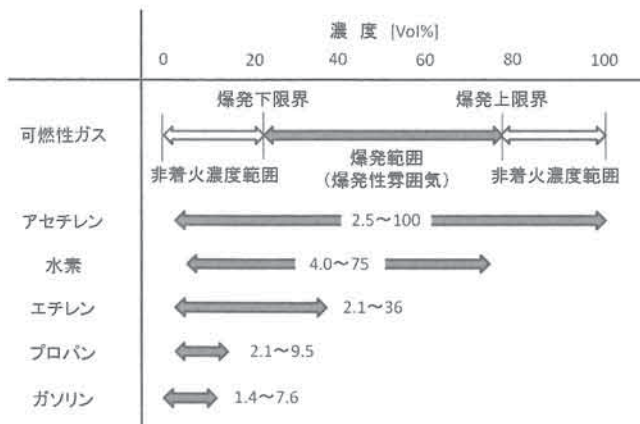 濃 度 [Vol%]
0 20 40 60 80 100
爆発下限界 爆発上限界
可燃性ガス
爆発範囲
(爆発性雰囲気)
非着火濃度範囲 非着火濃度範囲
アセチレン 2.5～100
水素 4.0～75
エチレン 2.1～36
プロパン 2.1～9.5
ガソリン 1.4～7.6